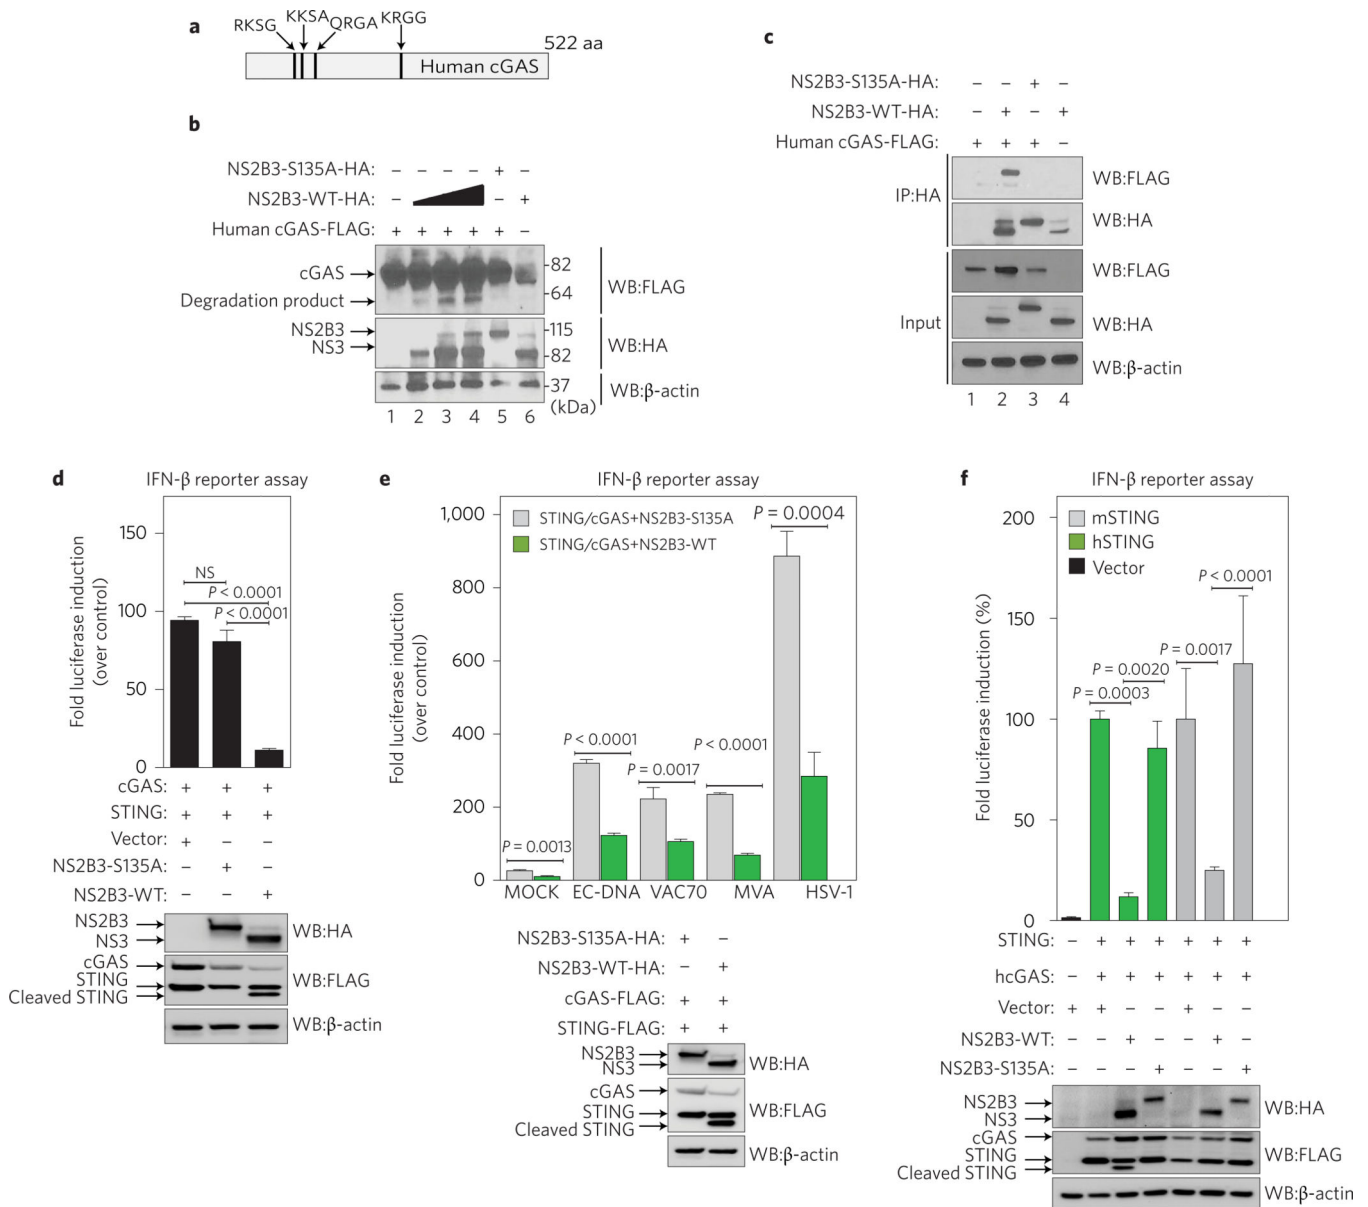 a
RKSG KKSA QRGA KRGG
522 aa
Human cGAS
b
NS2B3-S135A-HA: – – – – + –
NS2B3-WT-HA: – – +
Human cGAS-FLAG: + + + + + –
cGAS
Degradation product
82
64
WB:FLAG
NS2B3
NS3
115
82
WB:HA
37
(kDa)
WB:β-actin
1 2 3 4 5 6
c
NS2B3-S135A-HA: – – + –
NS2B3-WT-HA: – + – +
Human cGAS-FLAG: + + + –
IP:HA
WB:FLAG
WB:HA
Input
WB:FLAG
WB:HA
WB:β-actin
1 2 3 4
d
IFN-β reporter assay
Fold luciferase induction
(over control)
150
100
50
0
NS
P < 0.0001
P < 0.0001
cGAS: + + +
STING: + + +
Vector: + – –
NS2B3-S135A: – + –
NS2B3-WT: – – +
NS2B3
NS3
WB:HA
cGAS
STING
Cleaved STING
WB:FLAG
WB:β-actin
e
IFN-β reporter assay
Fold luciferase induction
(over control)
1,000
800
600
400
200
0
STING/cGAS+NS2B3-S135A
STING/cGAS+NS2B3-WT
P = 0.0013
P < 0.0001
P = 0.0017
P < 0.0001
P = 0.0004
MOCK EC-DNA VAC70 MVA HSV-1
NS2B3-S135A-HA: + –
NS2B3-WT-HA: – +
cGAS-FLAG: + +
STING-FLAG: + +
NS2B3
NS3
WB:HA
cGAS
STING
Cleaved STING
WB:FLAG
WB:β-actin
f
IFN-β reporter assay
Fold luciferase induction (%)
200
150
100
50
0
mSTING
hSTING
Vector
P = 0.0003
P = 0.0020
P = 0.0017
P < 0.0001
STING: – + + + + + +
hcGAS: – + + + + + +
Vector: + + – – + – –
NS2B3-WT: – – + – – + –
NS2B3-S135A: – – – + – – +
NS2B3
NS3
WB:HA
cGAS
STING
Cleaved STING
WB:FLAG
WB:β-actin